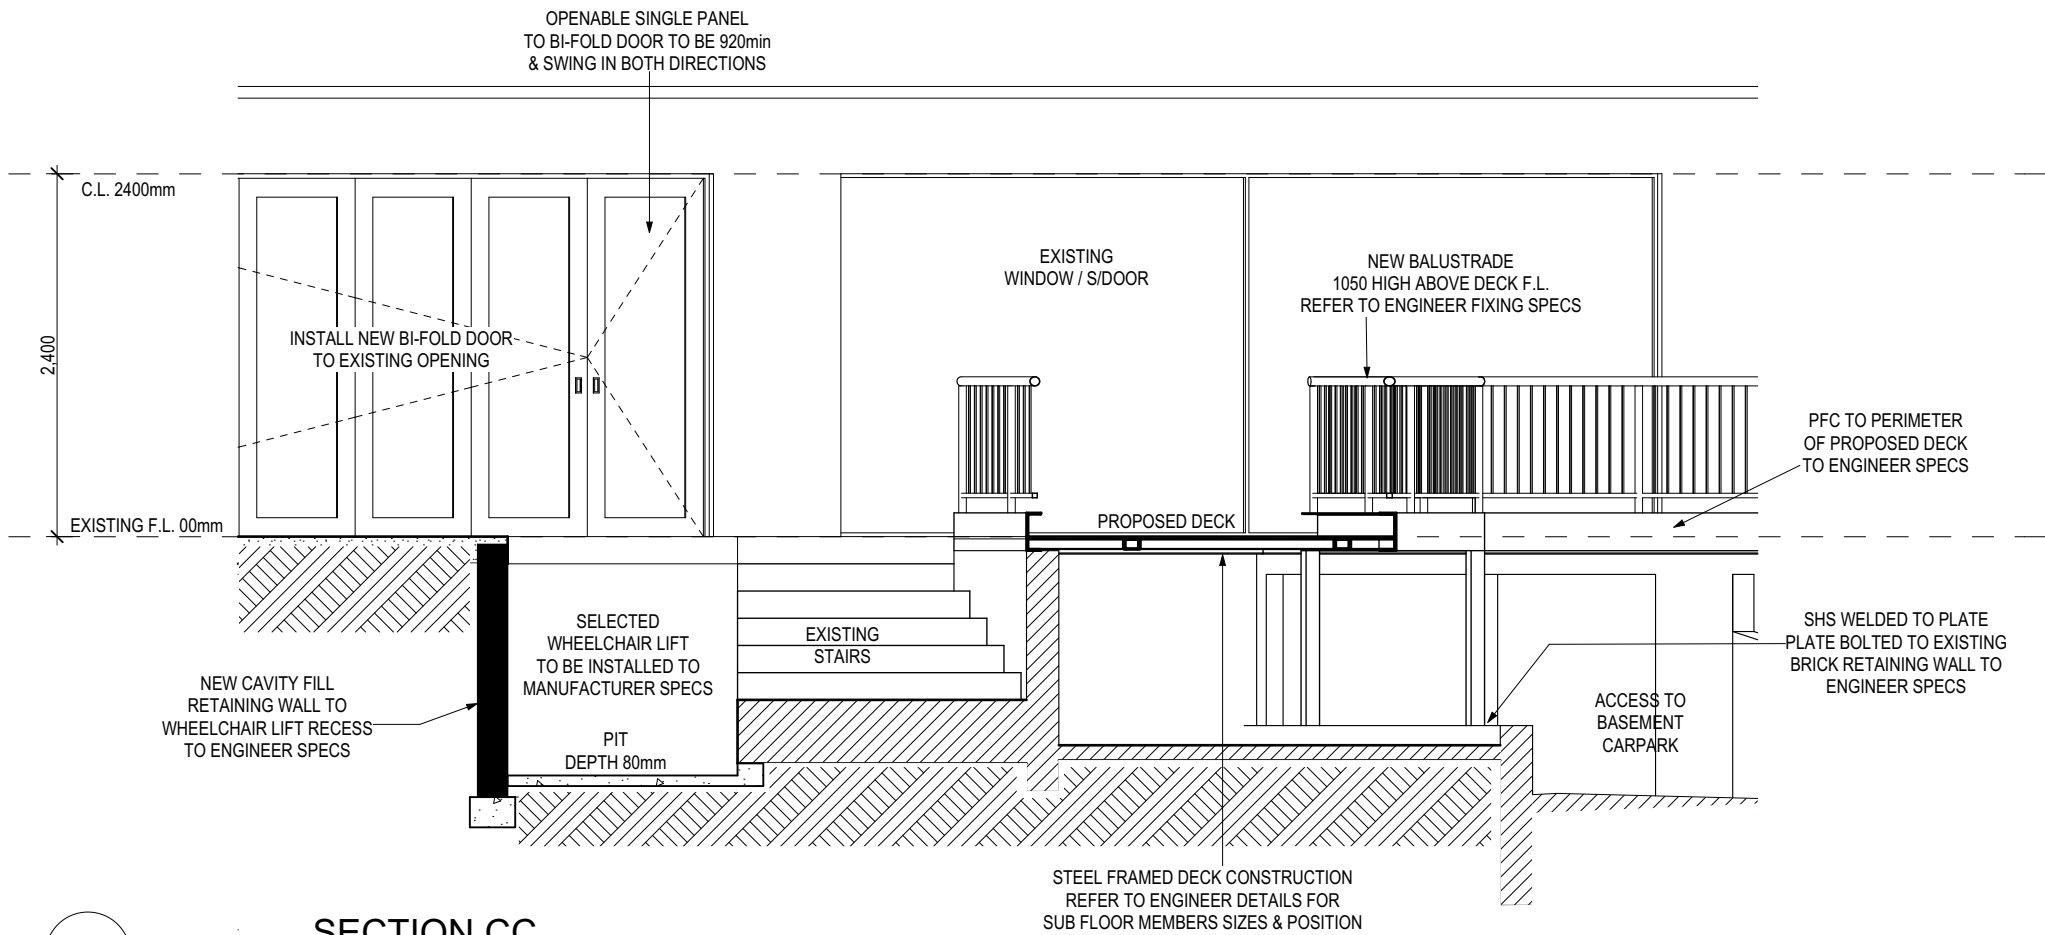 OPENABLE SINGLE PANEL
TO BI-FOLD DOOR TO BE 920min
& SWING IN BOTH DIRECTIONS
C.L. 2400mm
2,400
EXISTING F.L. 00mm
INSTALL NEW BI-FOLD DOOR
TO EXISTING OPENING
EXISTING
WINDOW / S/DOOR
NEW BALUSTRADE
1050 HIGH ABOVE DECK F.L.
REFER TO ENGINEER FIXING SPECS
PFC TO PERIMETER
OF PROPOSED DECK
TO ENGINEER SPECS
PROPOSED DECK
SELECTED
WHEELCHAIR LIFT
TO BE INSTALLED TO
MANUFACTURER SPECS
PIT
DEPTH 80mm
EXISTING
STAIRS
NEW CAVITY FILL
RETAINING WALL TO
WHEELCHAIR LIFT RECESS
TO ENGINEER SPECS
SHS WELDED TO PLATE
PLATE BOLTED TO EXISTING
BRICK RETAINING WALL TO
ENGINEER SPECS
ACCESS TO
BASEMENT
CARPARK
STEEL FRAMED DECK CONSTRUCTION
REFER TO ENGINEER DETAILS FOR
SUB FLOOR MEMBERS SIZES & POSITION
SECTION CC